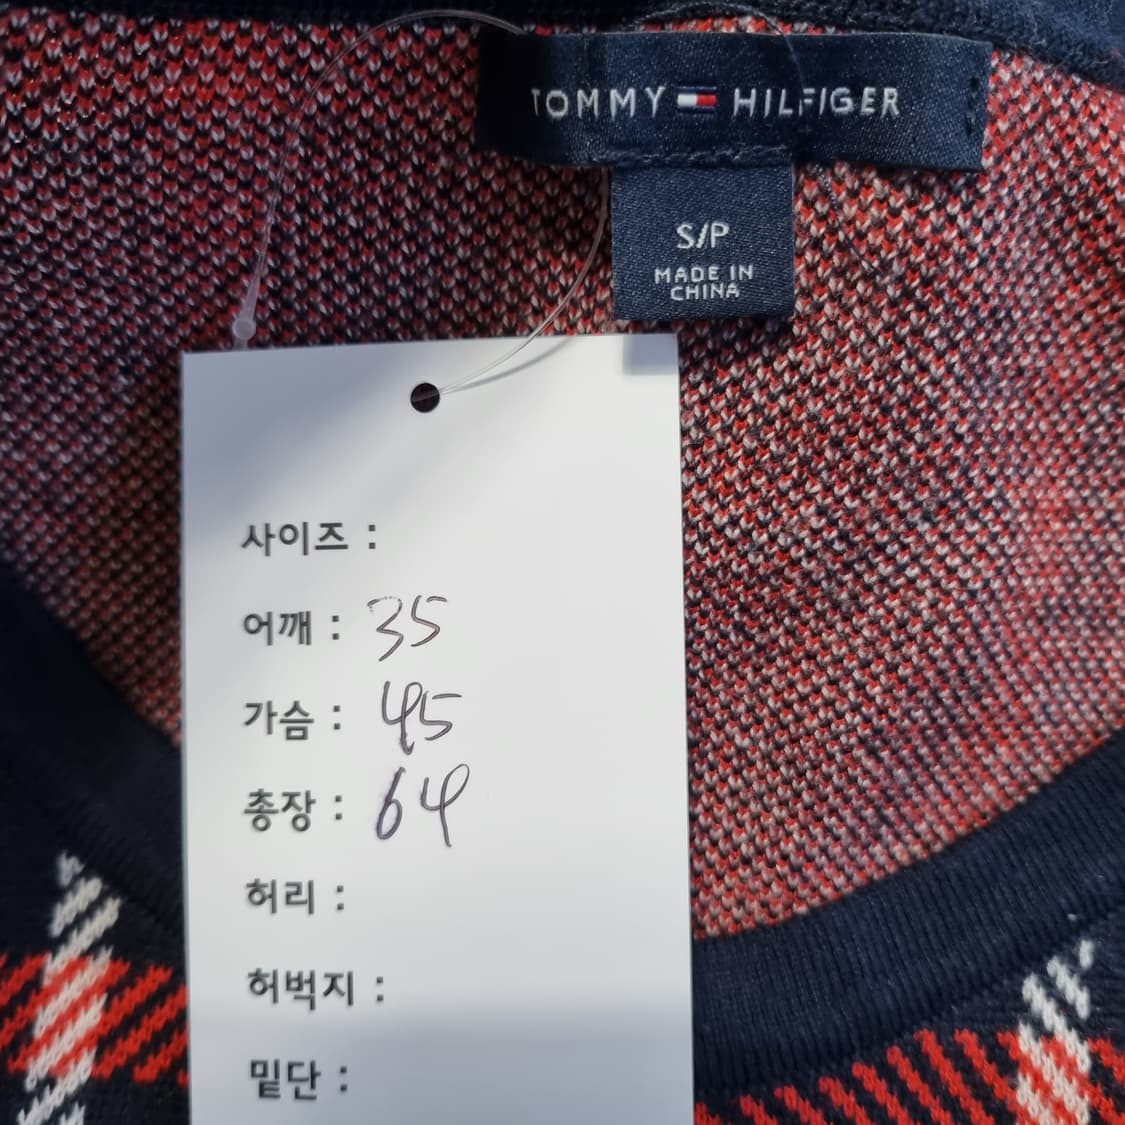 TOMMY HILFIGER
S/P
MADE IN
CHINA
사이즈 :
어깨 : 35
가슴 : 45
총장 : 64
허리 :
허벅지 :
밑단 :